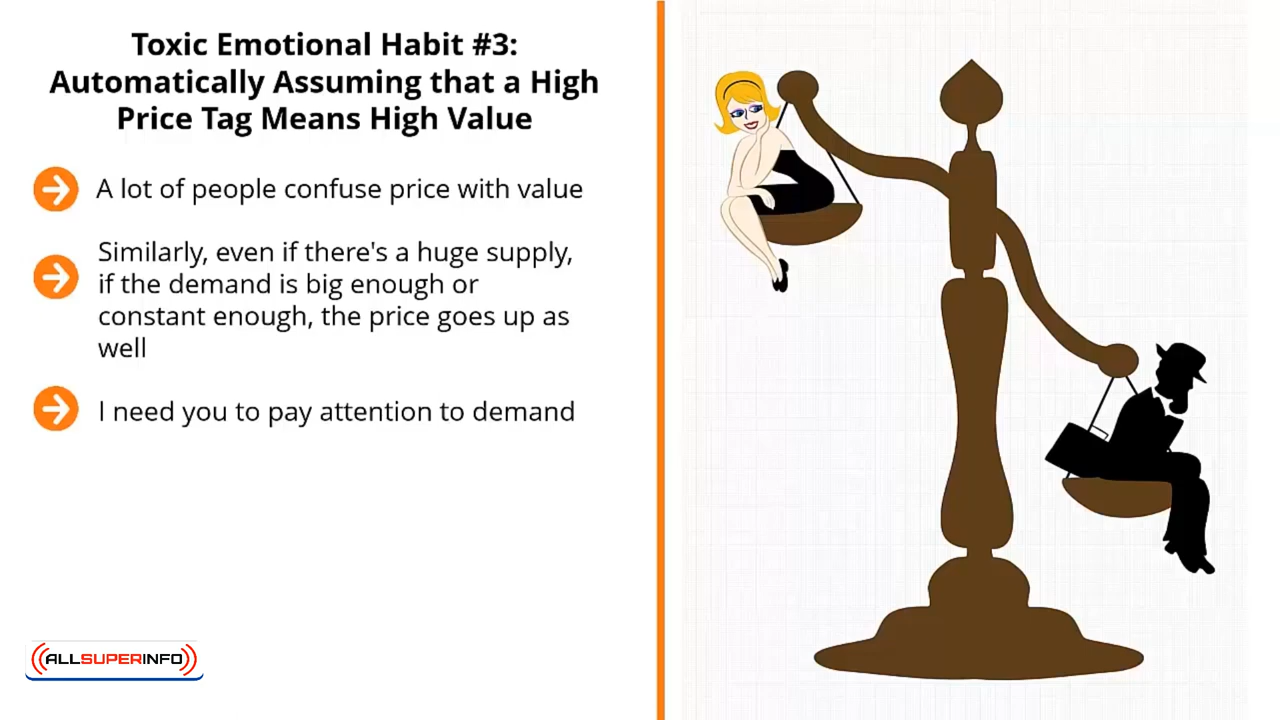 Toxic Emotional Habit #3:
Automatically Assuming that a High
Price Tag Means High Value
A lot of people confuse price with value
Similarly, even if there's a huge supply,
if the demand is big enough or
constant enough, the price goes up as
well
I need you to pay attention to demand
ALLSUPERINFO